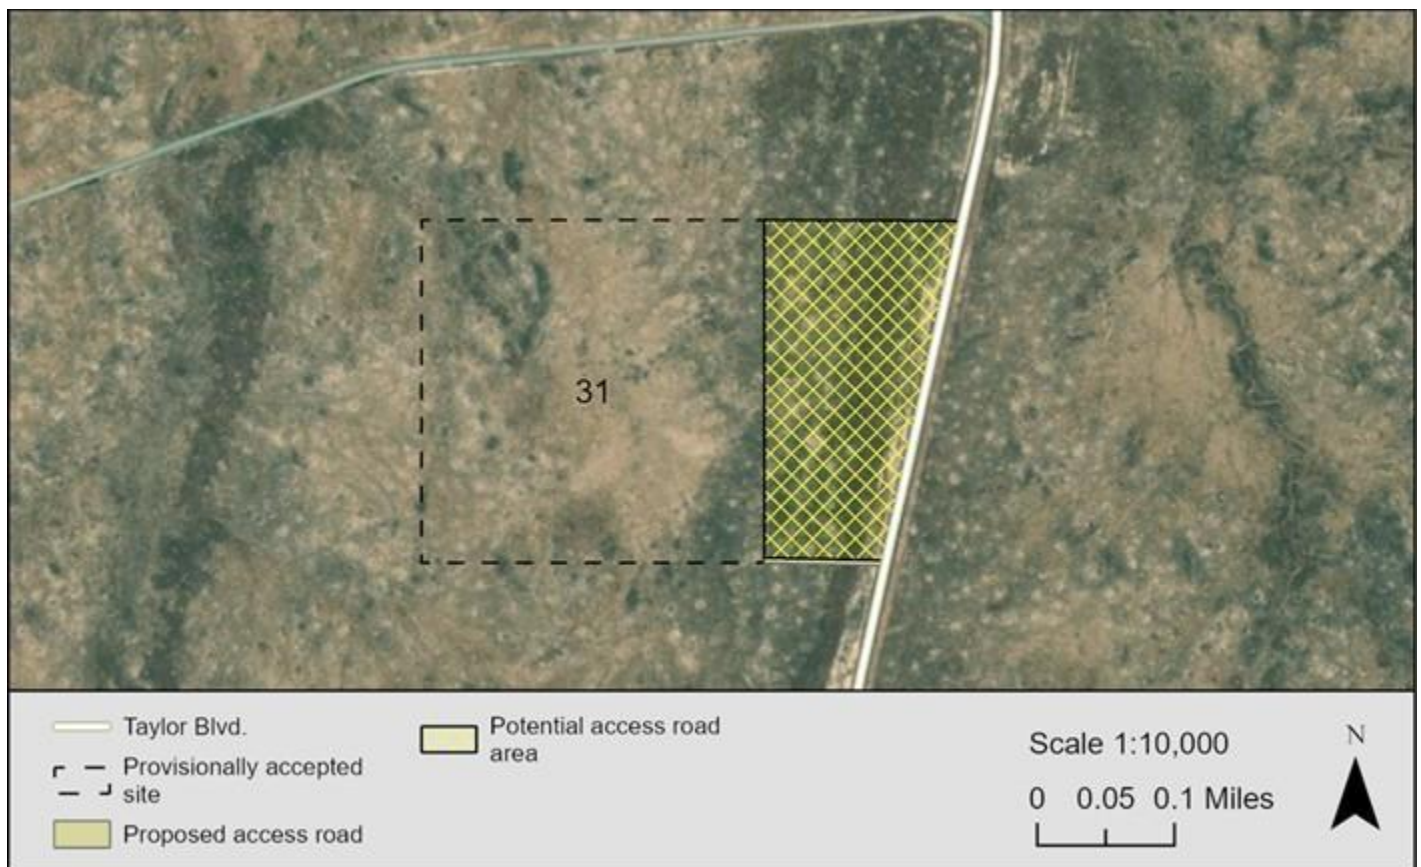 31
Taylor Blvd.
Provisionally accepted
site
Proposed access road
Potential access road
area
Scale 1:10,000
0 0.05 0.1 Miles
N